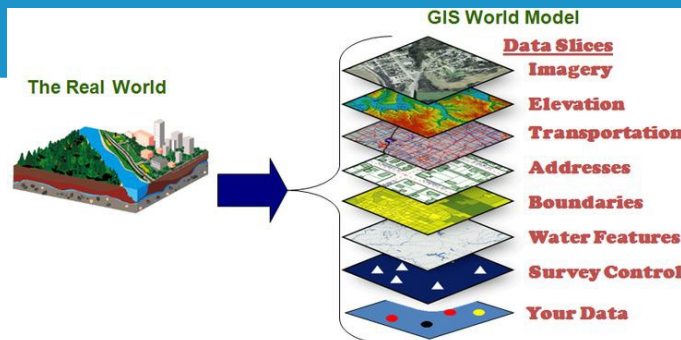 GIS World Model
The Real World
Data Slices
Imagery
Elevation
Transportation
Addresses
Boundaries
Water Features
Survey Control
Your Data